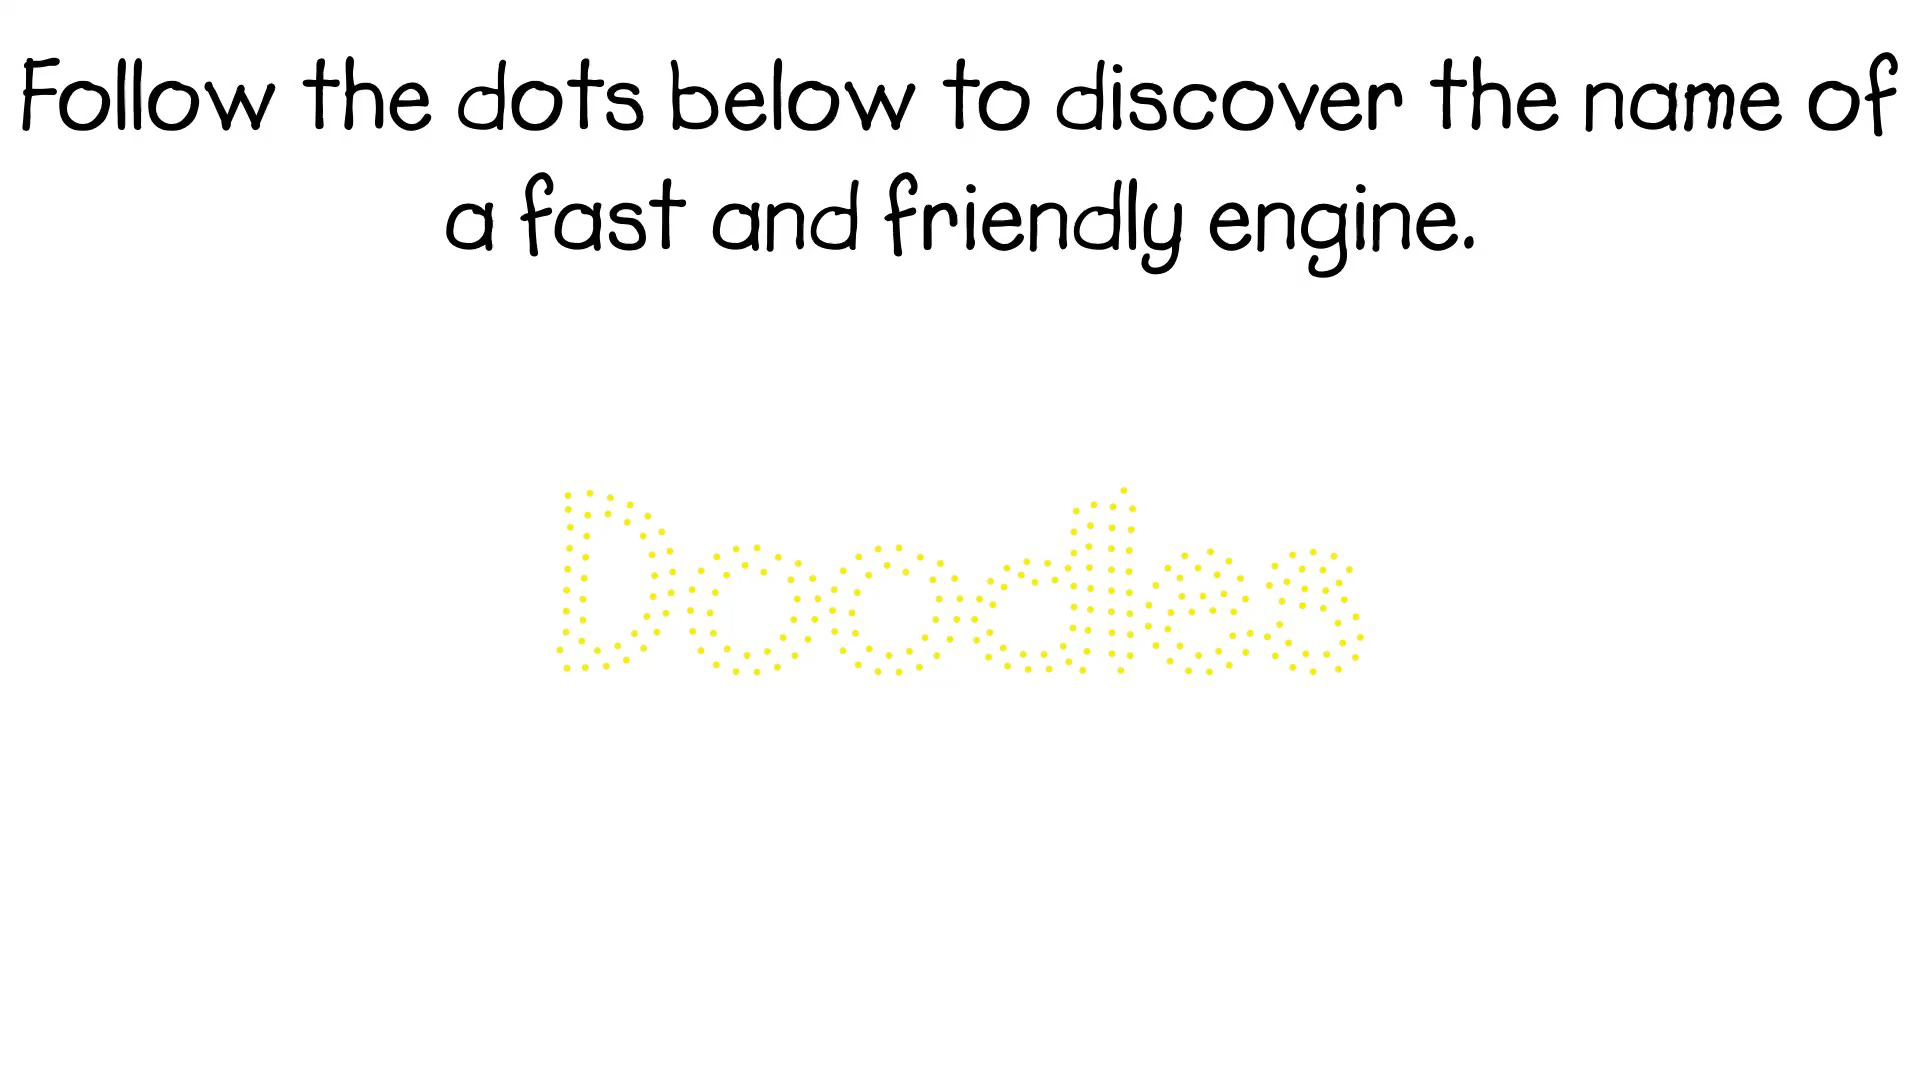 Follow the dots below to discover the name of
a fast and friendly engine.
Doodles